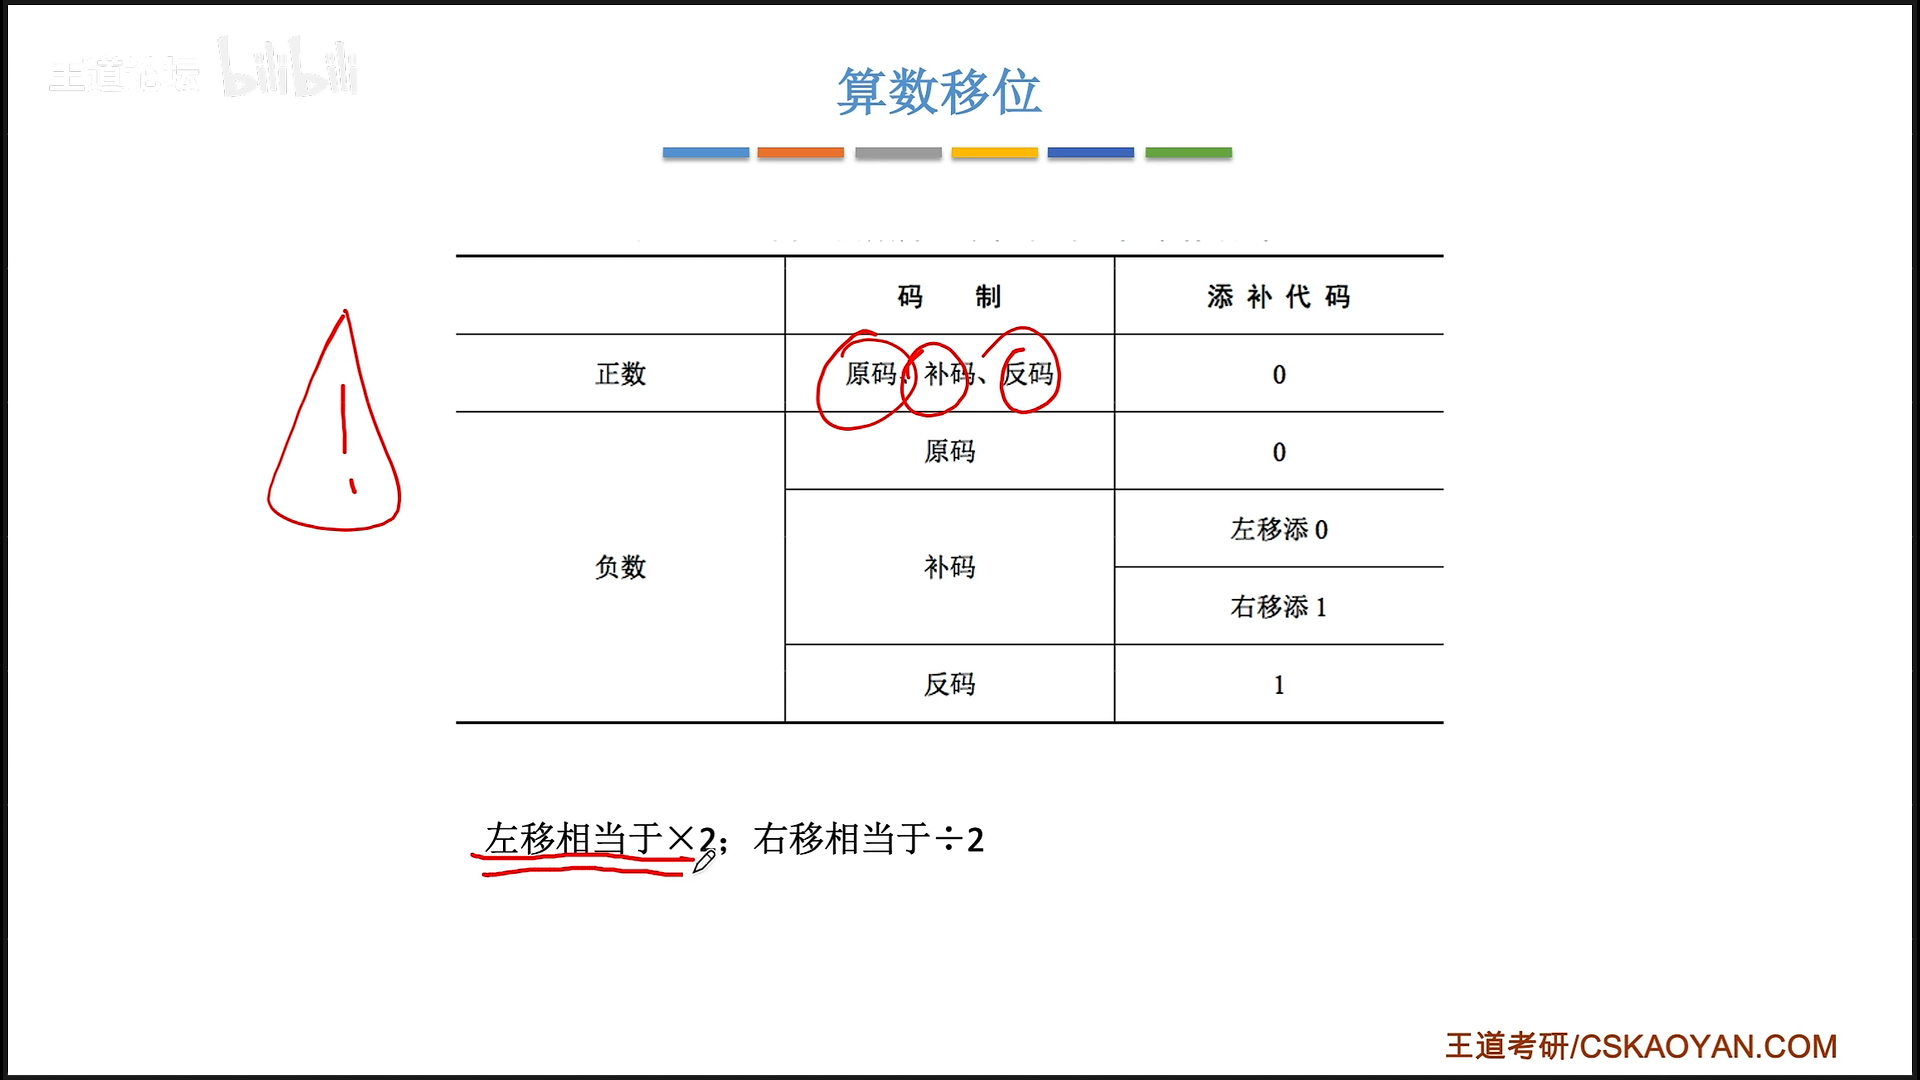 王道论坛 bilibili
算数移位
码 制 添补代码
正数 原码、补码、反码 0
负数 原码 0
补码 左移添 0
右移添 1
反码 1
左移相当于×2；右移相当于÷2
王道考研/CSKAOYAN.COM